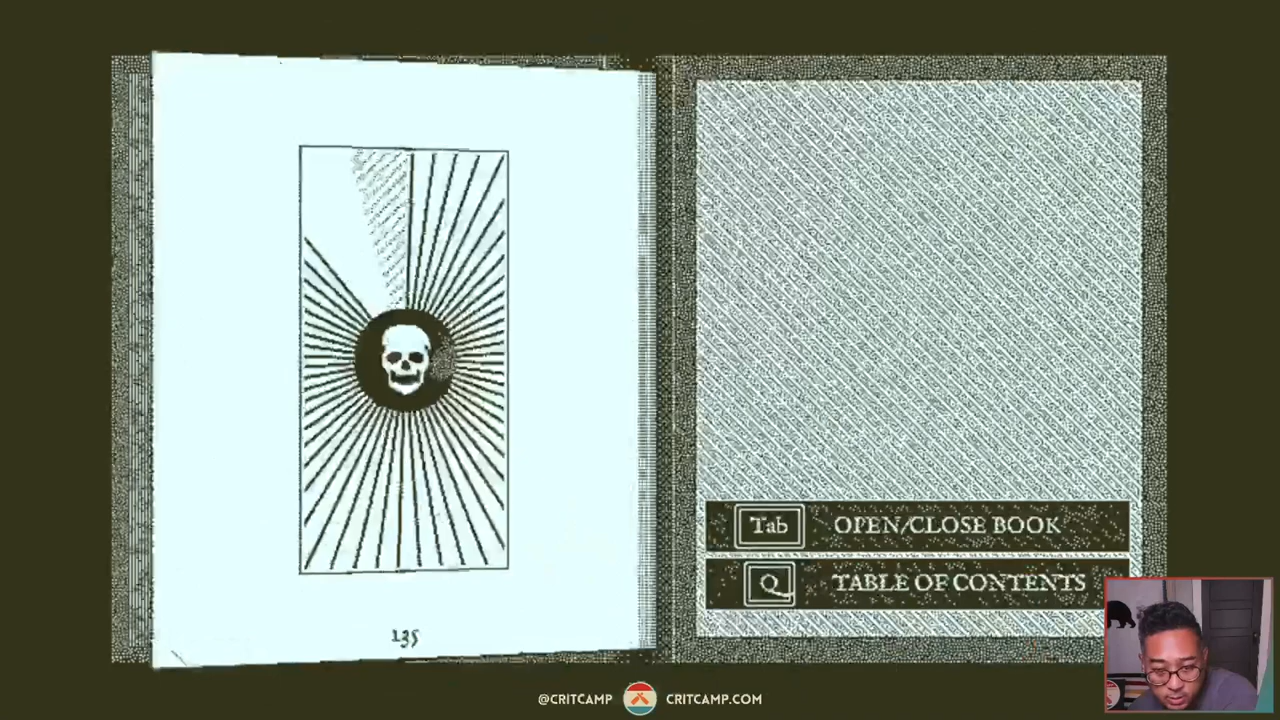 135
Tab OPEN/CLOSE BOOK
Q TABLE OF CONTENTS
@CRITCAMP CRITCAMP.COM